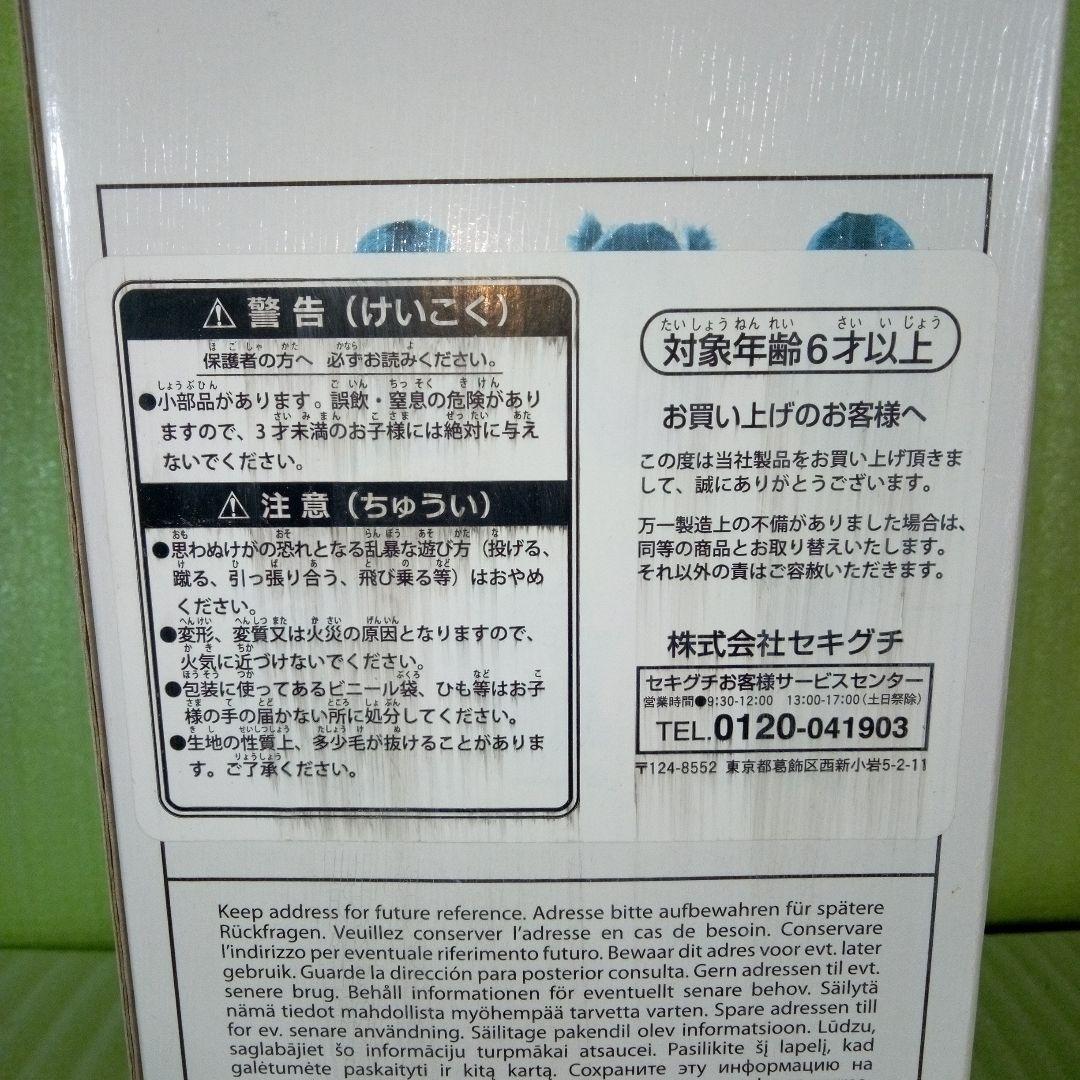 ⚠ 警告（けいこく）
保護者の方へ 必ずお読みください。
●小部品があります。誤飲・窒息の危険があり
ますので、3才未満のお子様には絶対に与え
ないでください。
⚠ 注意（ちゅうい）
●思わぬけがの恐れとなる乱暴な遊び方（投げる、
蹴る、引っ張り合う、飛び乗る等）はおやめ
ください。
●変形、変質又は火災の原因となりますので、
火気に近づけないでください。
●包装に使ってあるビニール袋、ひも等はお子
様の手の届かない所に処分してください。
●生地の性質上、多少毛が抜けることがありま
す。ご了承ください。
対象年齢6才以上
お買い上げのお客様へ
この度は当社製品をお買い上げ頂きま
して、誠にありがとうございます。
万一製造上の不備がありました場合は、
同等の商品とお取り替えいたします。
それ以外の責はご容赦いただきます。
株式会社セキグチ
セキグチお客様サービスセンター
営業時間●9:30-12:00 13:00-17:00（土日祭除）
TEL.0120-041903
〒124-8552 東京都葛飾区西新小岩5-2-11
Keep address for future reference. Adresse bitte aufbewahren für spätere
Rückfragen. Veuillez conserver l'adresse en cas de besoin. Conservare
l'indirizzo per eventuale riferimento futuro. Bewaar dit adres voor evt. later
gebruik. Guarde la dirección para posterior consulta. Gern adressen til evt.
senere brug. Behåll informationen för eventuellt senare behov. Säilytä
nämä tiedot mahdollista myöhempää tarvetta varten. Spare adressen till
for ev. senare användning. Säilitage pakendil olev informatsioon. Lūdzu,
saglabājiet šo informāciju turpmākai atsaucei. Pasilikite šį lapelį, kad
galėtumėte paskaityti ir kitą kartą. Сохраните эту информацию на